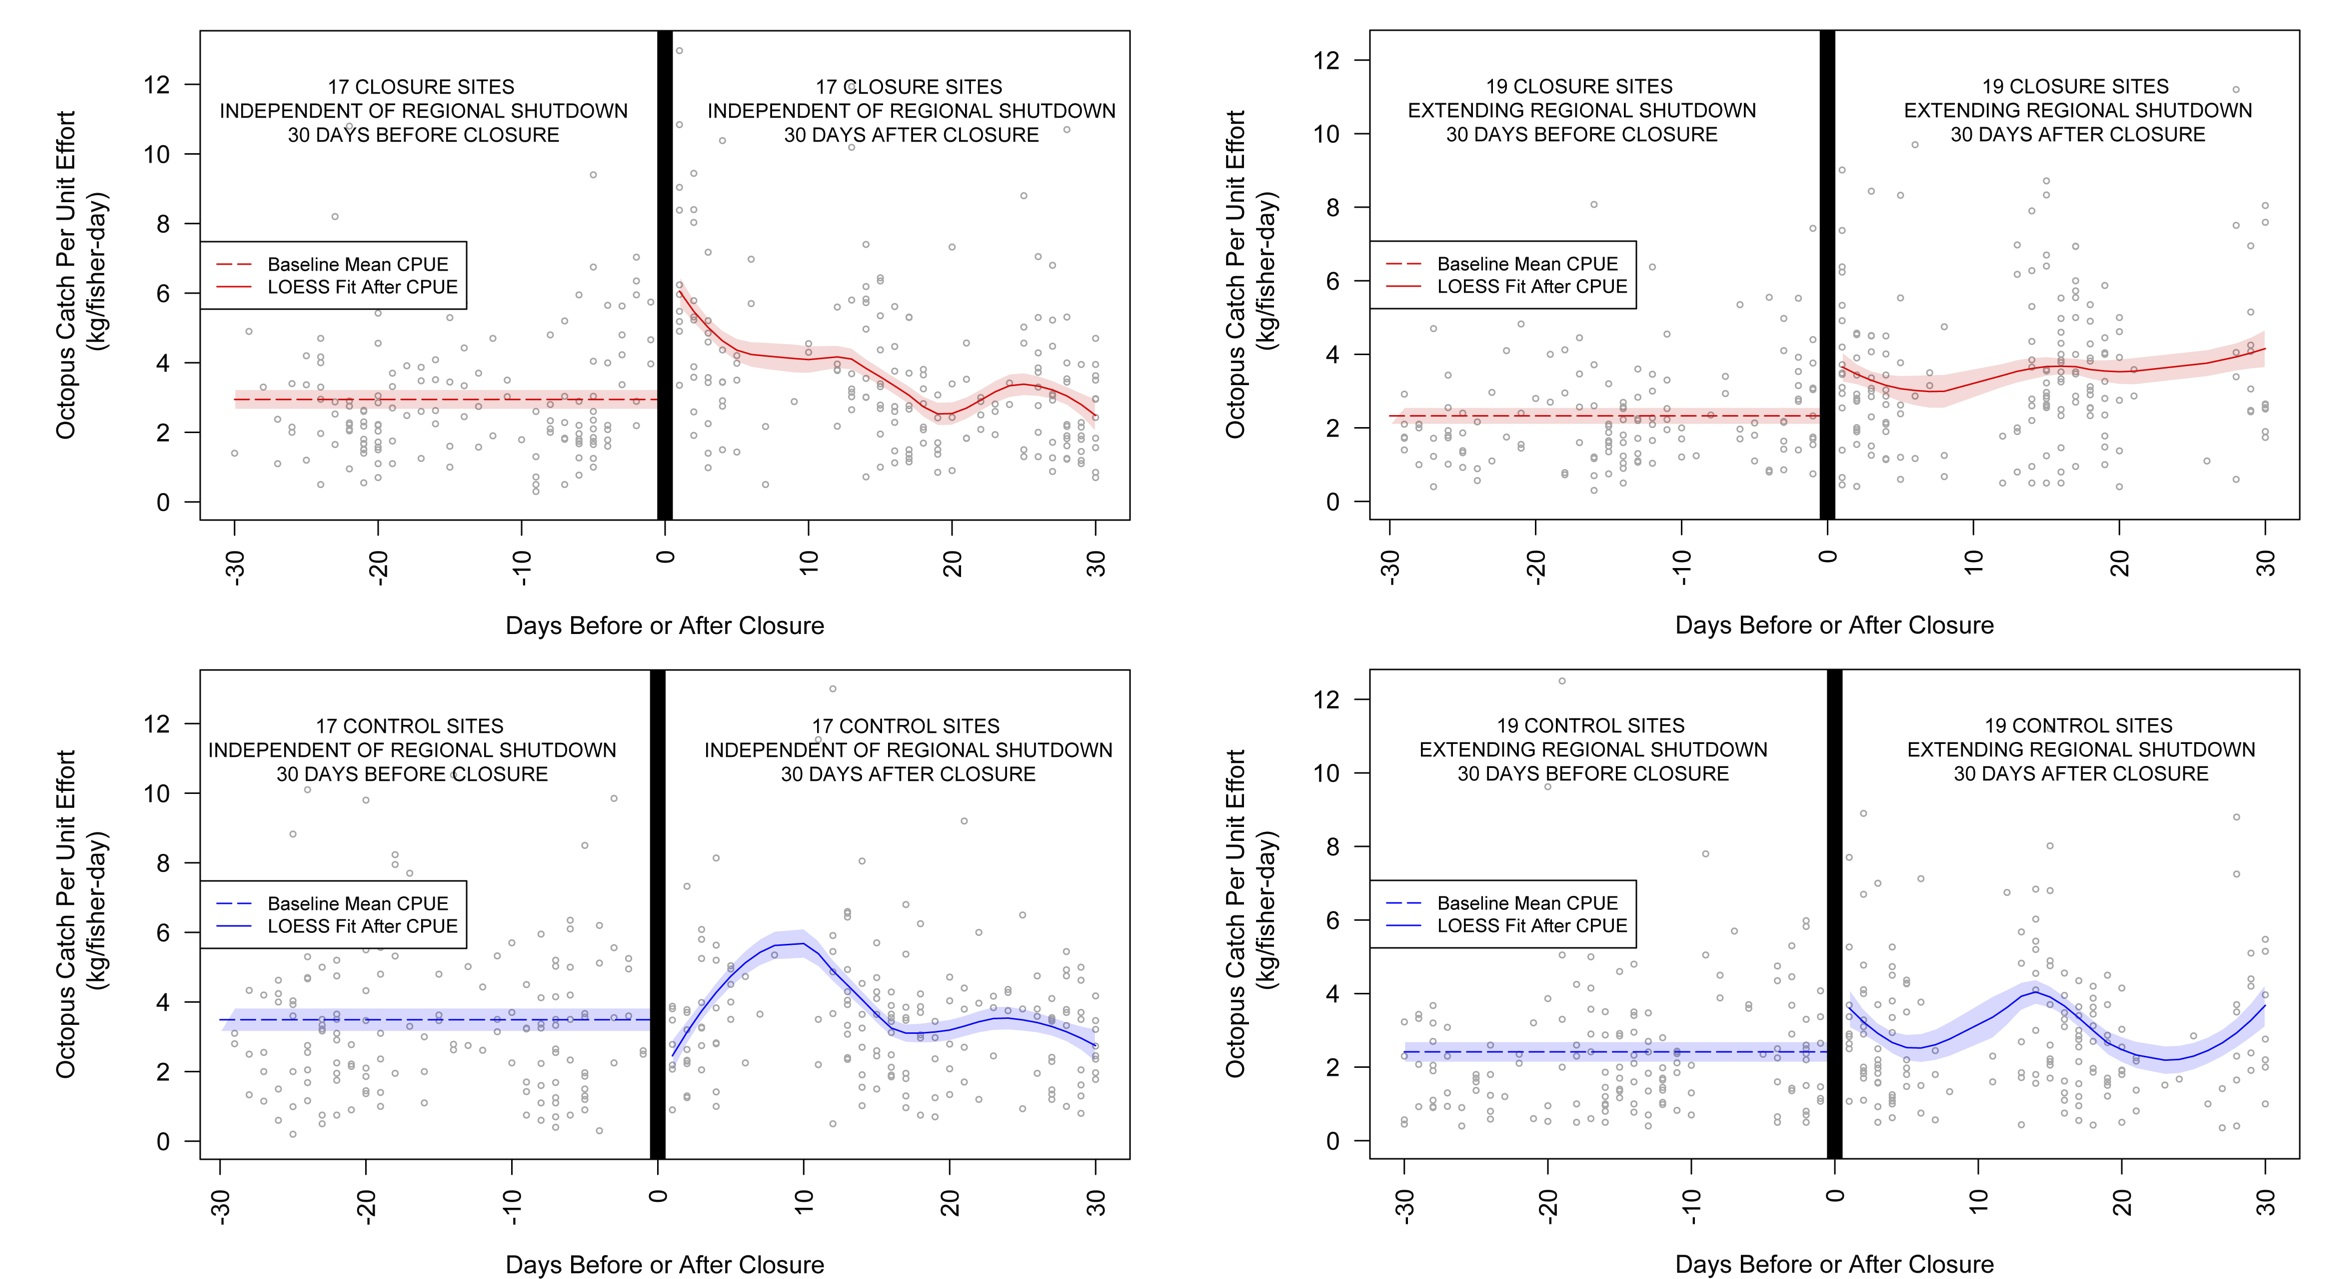 17 CLOSURE SITES
INDEPENDENT OF REGIONAL SHUTDOWN
30 DAYS BEFORE CLOSURE
17 CLOSURE SITES
INDEPENDENT OF REGIONAL SHUTDOWN
30 DAYS AFTER CLOSURE
Baseline Mean CPUE
LOESS Fit After CPUE
Octopus Catch Per Unit Effort
(kg/fisher-day)
12
10
8
6
4
2
0
-30 -20 -10 0 10 20 30
Days Before or After Closure
19 CLOSURE SITES
EXTENDING REGIONAL SHUTDOWN
30 DAYS BEFORE CLOSURE
19 CLOSURE SITES
EXTENDING REGIONAL SHUTDOWN
30 DAYS AFTER CLOSURE
Baseline Mean CPUE
LOESS Fit After CPUE
Octopus Catch Per Unit Effort
(kg/fisher-day)
12
10
8
6
4
2
0
-30 -20 -10 0 10 20 30
Days Before or After Closure
17 CONTROL SITES
INDEPENDENT OF REGIONAL SHUTDOWN
30 DAYS BEFORE CLOSURE
17 CONTROL SITES
INDEPENDENT OF REGIONAL SHUTDOWN
30 DAYS AFTER CLOSURE
Baseline Mean CPUE
LOESS Fit After CPUE
Octopus Catch Per Unit Effort
(kg/fisher-day)
12
10
8
6
4
2
0
-30 -20 -10 0 10 20 30
Days Before or After Closure
19 CONTROL SITES
EXTENDING REGIONAL SHUTDOWN
30 DAYS BEFORE CLOSURE
19 CONTROL SITES
EXTENDING REGIONAL SHUTDOWN
30 DAYS AFTER CLOSURE
Baseline Mean CPUE
LOESS Fit After CPUE
Octopus Catch Per Unit Effort
(kg/fisher-day)
12
10
8
6
4
2
0
-30 -20 -10 0 10 20 30
Days Before or After Closure